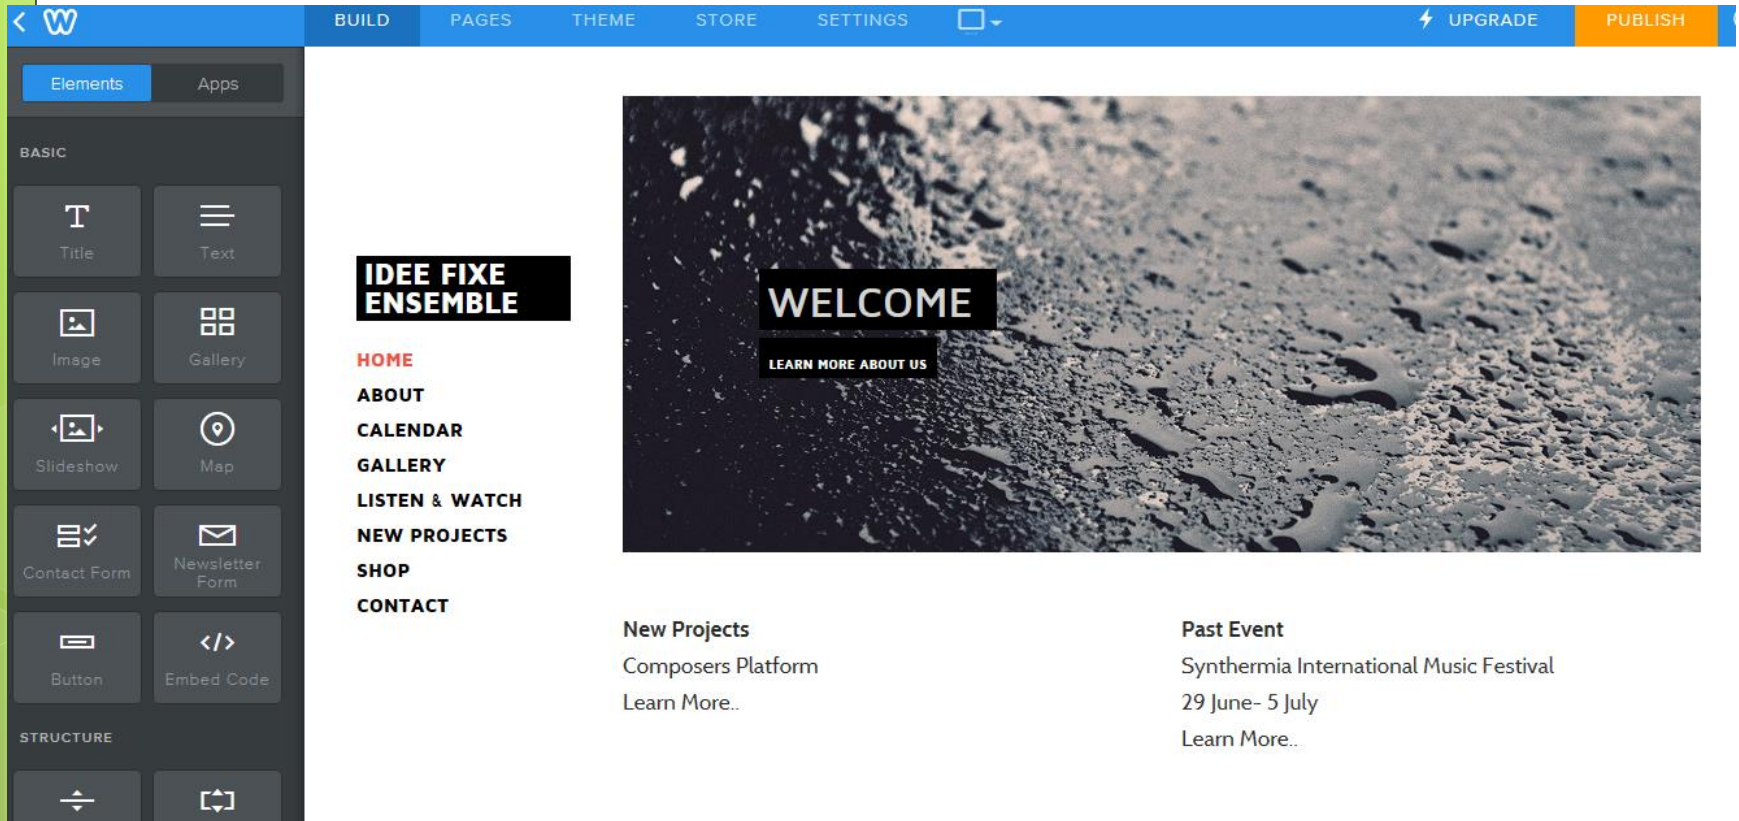 BUILD PAGES THEME STORE SETTINGS UPGRADE PUBLISH
Elements Apps
BASIC
Title Text
Image Gallery
Slideshow Map
Contact Form Newsletter
Form
Button Embed Code
STRUCTURE
IDEE FIXE
ENSEMBLE
HOME
ABOUT
CALENDAR
GALLERY
LISTEN & WATCH
NEW PROJECTS
SHOP
CONTACT
WELCOME
LEARN MORE ABOUT US
New Projects
Composers Platform
Learn More..
Past Event
Synthermia International Music Festival
29 June- 5 July
Learn More..